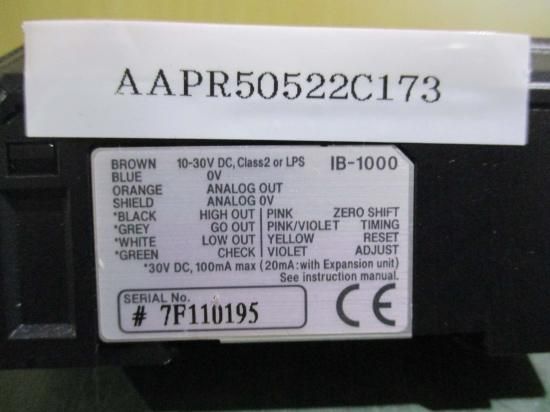 AAPR50522C173
BROWN 10-30V DC, Class2 or LPS IB-1000
BLUE 0V
ORANGE ANALOG OUT
SHIELD ANALOG 0V
*BLACK HIGH OUT PINK ZERO SHIFT
*GREY GO OUT PINK/VIOLET TIMING
*WHITE LOW OUT YELLOW RESET
*GREEN CHECK VIOLET ADJUST
*30V DC, 100mA max (20mA: with Expansion unit)
See instruction manual.
SERIAL No.
# 7F110195
CE